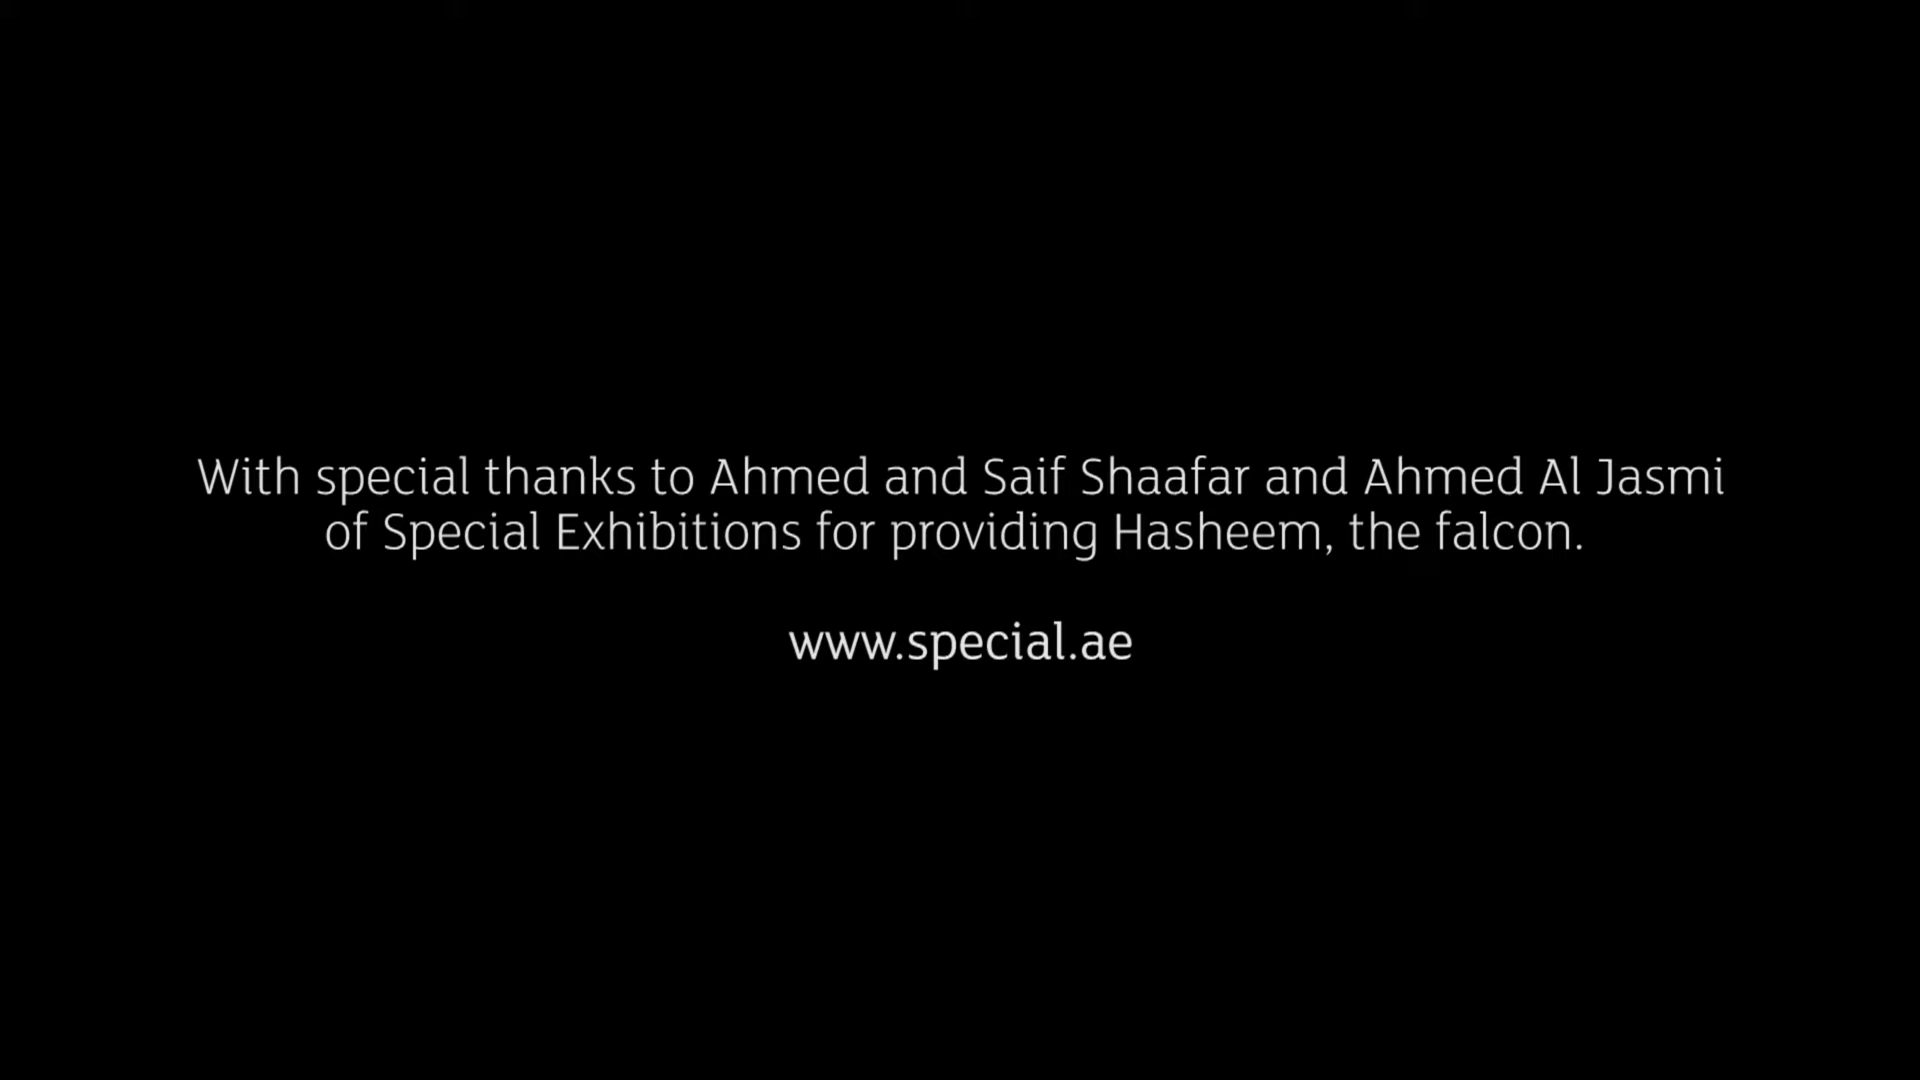 With special thanks to Ahmed and Saif Shaafar and Ahmed Al Jasmi
of Special Exhibitions for providing Hasheem, the falcon.
www.special.ae